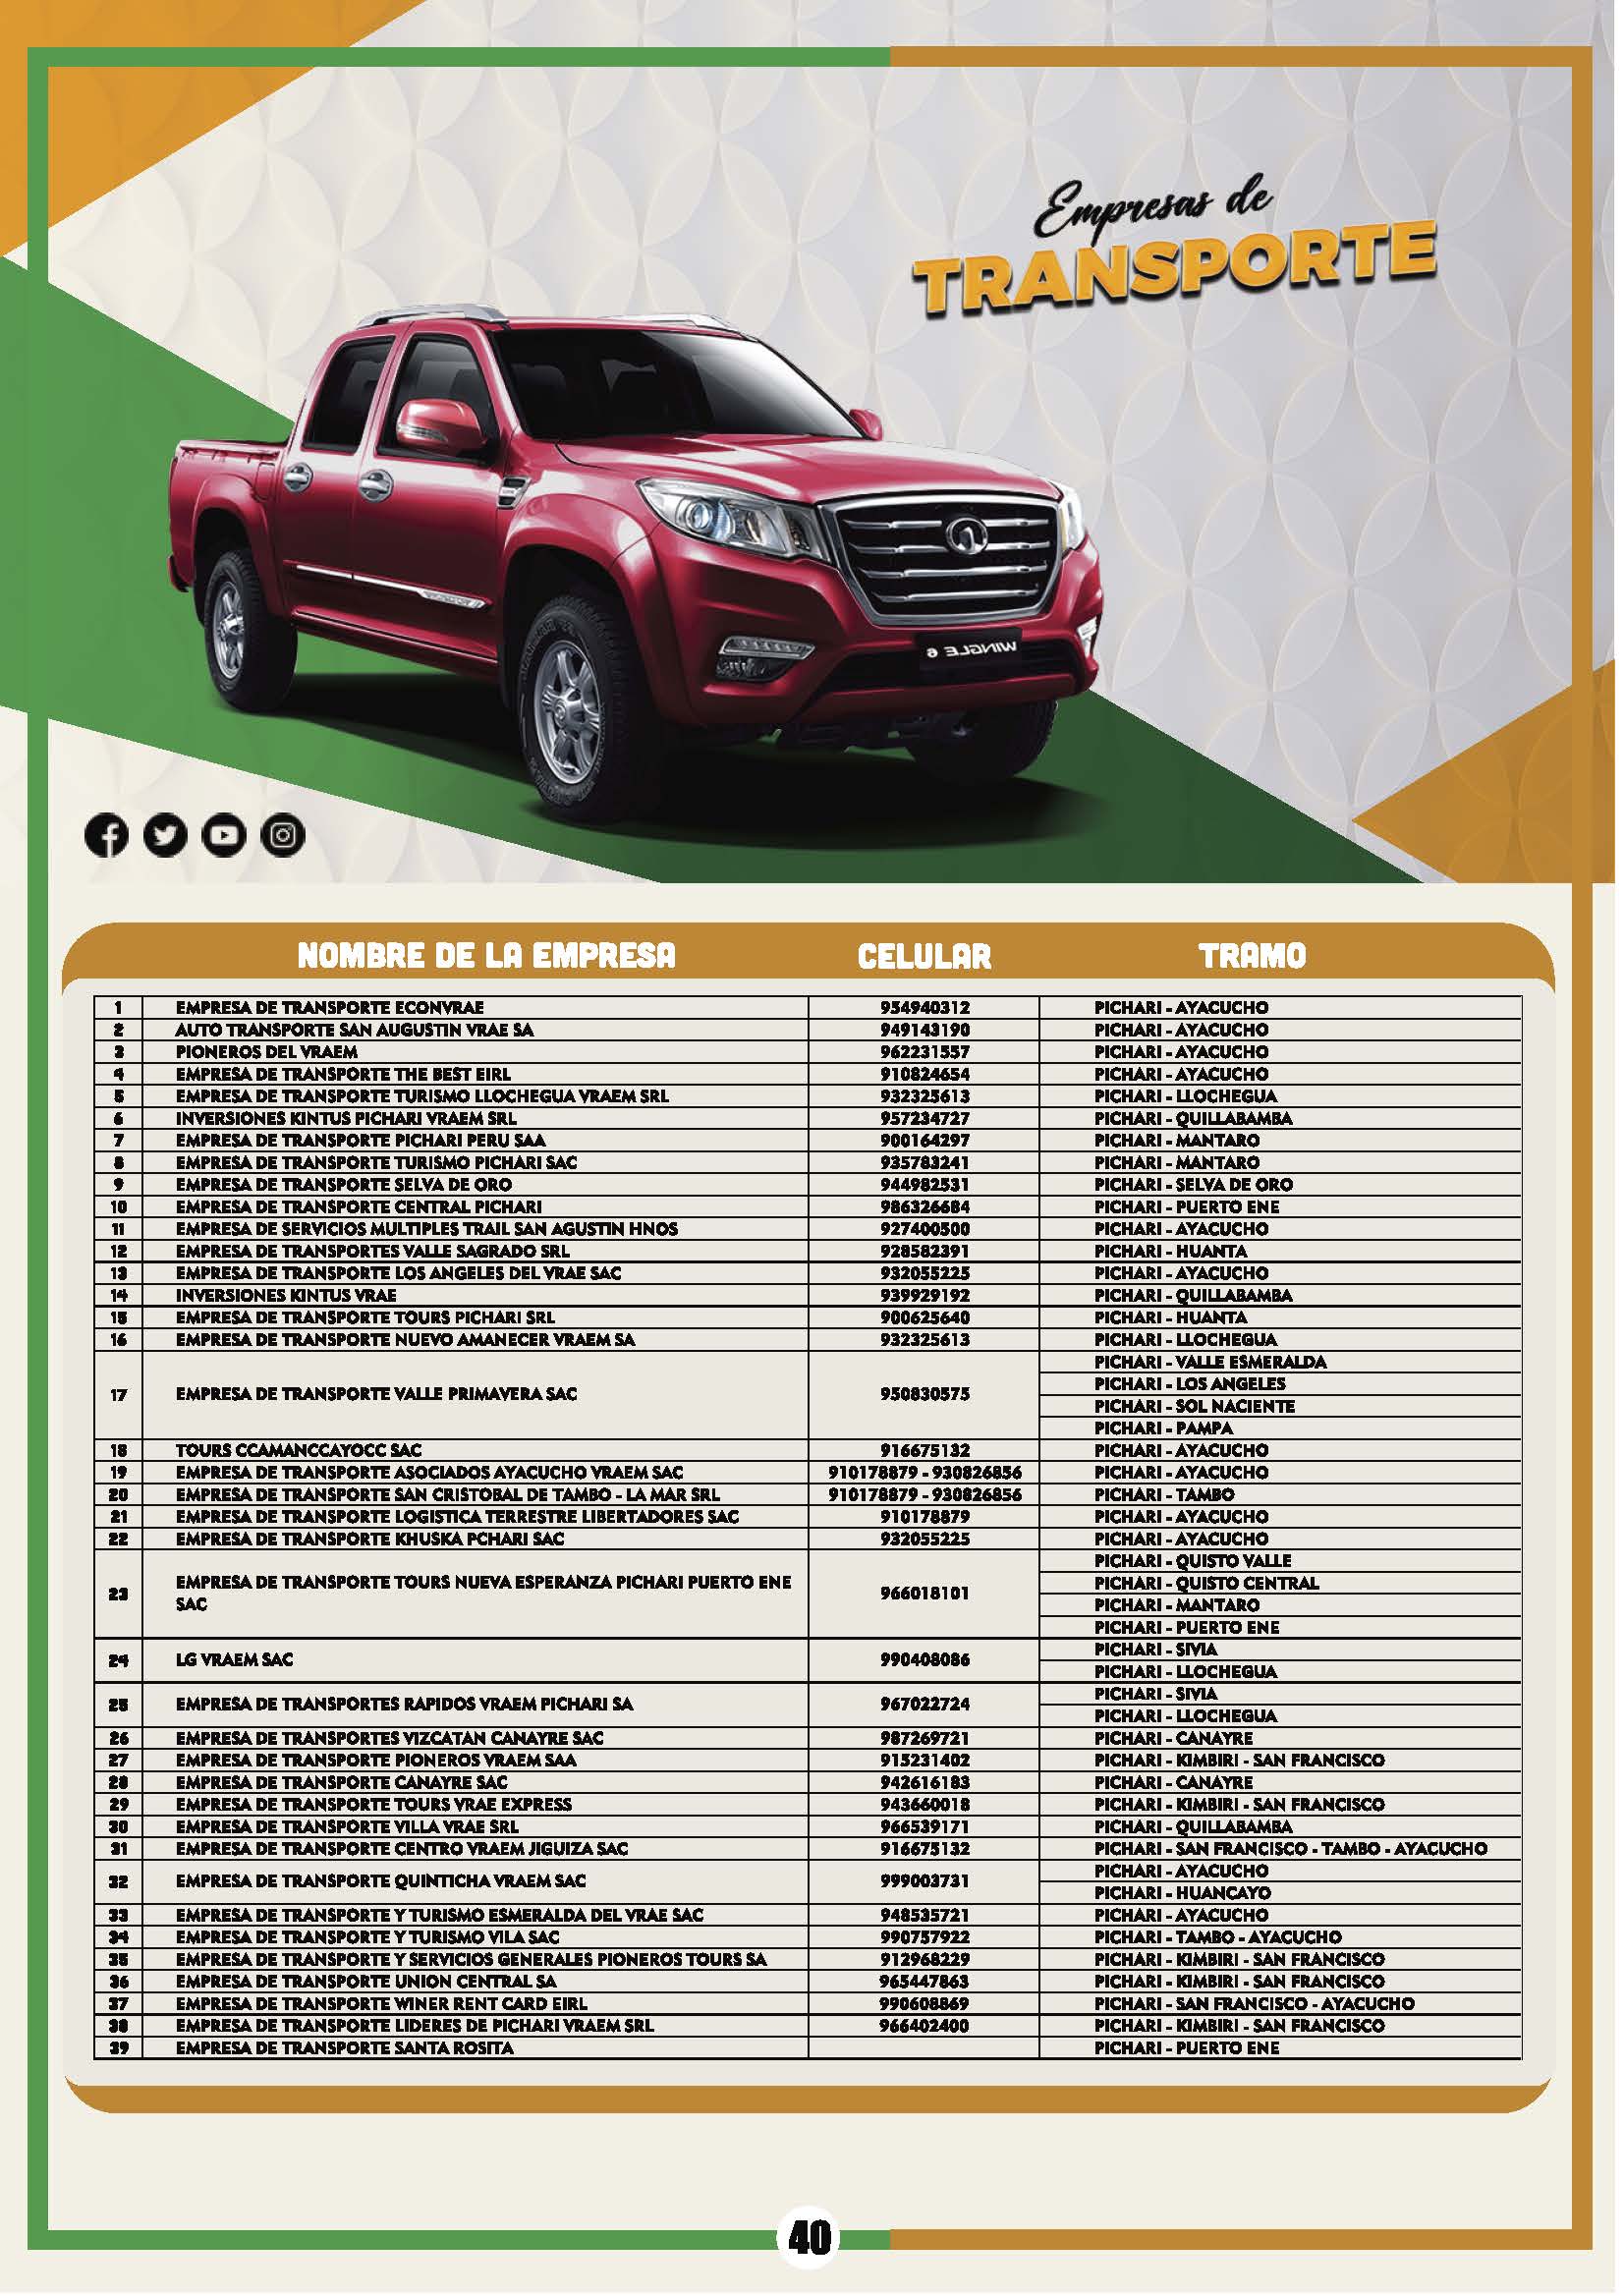 Empresas de
TRANSPORTE
WINGLE 6
NOMBRE DE LA EMPRESA CELULAR TRAMO
1 EMPRESA DE TRANSPORTE ECONVRAE 954940312 PICHARI - AYACUCHO
2 AUTO TRANSPORTE SAN AUGUSTIN VRAE SA 949143190 PICHARI - AYACUCHO
3 PIONEROS DEL VRAEM 962231557 PICHARI - AYACUCHO
4 EMPRESA DE TRANSPORTE THE BEST EIRL 910824654 PICHARI - AYACUCHO
5 EMPRESA DE TRANSPORTE TURISMO LLOCHEGUA VRAEM SRL 932325613 PICHARI - LLOCHEGUA
6 INVERSIONES KINTUS PICHARI VRAEM SRL 957234727 PICHARI - QUILLABAMBA
7 EMPRESA DE TRANSPORTE PICHARI PERU SAA 900164297 PICHARI - MANTARO
8 EMPRESA DE TRANSPORTE TURISMO PICHARI SAC 935783241 PICHARI - MANTARO
9 EMPRESA DE TRANSPORTE SELVA DE ORO 944982531 PICHARI - SELVA DE ORO
10 EMPRESA DE TRANSPORTE CENTRAL PICHARI 986326684 PICHARI - PUERTO ENE
11 EMPRESA DE SERVICIOS MULTIPLES TRAIL SAN AGUSTIN HNOS 927400500 PICHARI - AYACUCHO
12 EMPRESA DE TRANSPORTES VALLE SAGRADO SRL 928582391 PICHARI - HUANTA
13 EMPRESA DE TRANSPORTE LOS ANGELES DEL VRAE SAC 932055225 PICHARI - AYACUCHO
14 INVERSIONES KINTUS VRAE 939929192 PICHARI - QUILLABAMBA
15 EMPRESA DE TRANSPORTE TOURS PICHARI SRL 900625640 PICHARI - HUANTA
16 EMPRESA DE TRANSPORTE NUEVO AMANECER VRAEM SA 932325613 PICHARI - LLOCHEGUA
17 EMPRESA DE TRANSPORTE VALLE PRIMAVERA SAC 950830575 PICHARI - VALLE ESMERALDA
PICHARI - LOS ANGELES
PICHARI - SOL NACIENTE
PICHARI - PAMPA
18 TOURS CCAMANCCAYOCC SAC 916675132 PICHARI - AYACUCHO
19 EMPRESA DE TRANSPORTE ASOCIADOS AYACUCHO VRAEM SAC 910178879 - 930826856 PICHARI - AYACUCHO
20 EMPRESA DE TRANSPORTE SAN CRISTOBAL DE TAMBO - LA MAR SRL 910178879 - 930826856 PICHARI - TAMBO
21 EMPRESA DE TRANSPORTE LOGISTICA TERRESTRE LIBERTADORES SAC 910178879 PICHARI - AYACUCHO
22 EMPRESA DE TRANSPORTE KHUSKA PCHARI SAC 932055225 PICHARI - AYACUCHO
23 EMPRESA DE TRANSPORTE TOURS NUEVA ESPERANZA PICHARI PUERTO ENE
SAC 966018101 PICHARI - QUISTO VALLE
PICHARI - QUISTO CENTRAL
PICHARI - MANTARO
PICHARI - PUERTO ENE
24 LG VRAEM SAC 990408086 PICHARI - SIVIA
PICHARI - LLOCHEGUA
25 EMPRESA DE TRANSPORTES RAPIDOS VRAEM PICHARI SA 967022724 PICHARI - SIVIA
PICHARI - LLOCHEGUA
26 EMPRESA DE TRANSPORTES VIZCATAN CANAYRE SAC 987269721 PICHARI - CANAYRE
27 EMPRESA DE TRANSPORTE PIONEROS VRAEM SAA 915231402 PICHARI - KIMBIRI - SAN FRANCISCO
28 EMPRESA DE TRANSPORTE CANAYRE SAC 942616183 PICHARI - CANAYRE
29 EMPRESA DE TRANSPORTE TOURS VRAE EXPRESS 943660018 PICHARI - KIMBIRI - SAN FRANCISCO
30 EMPRESA DE TRANSPORTE VILLA VRAE SRL 966539171 PICHARI - QUILLABAMBA
31 EMPRESA DE TRANSPORTE CENTRO VRAEM JIGUIZA SAC 916675132 PICHARI - SAN FRANCISCO - TAMBO - AYACUCHO
32 EMPRESA DE TRANSPORTE QUINTICHA VRAEM SAC 999003731 PICHARI - AYACUCHO
PICHARI - HUANCAYO
33 EMPRESA DE TRANSPORTE Y TURISMO ESMERALDA DEL VRAE SAC 948535721 PICHARI - AYACUCHO
34 EMPRESA DE TRANSPORTE Y TURISMO VILA SAC 990757922 PICHARI - TAMBO - AYACUCHO
35 EMPRESA DE TRANSPORTE Y SERVICIOS GENERALES PIONEROS TOURS SA 912968229 PICHARI - KIMBIRI - SAN FRANCISCO
36 EMPRESA DE TRANSPORTE UNION CENTRAL SA 965447863 PICHARI - KIMBIRI - SAN FRANCISCO
37 EMPRESA DE TRANSPORTE WINER RENT CARD EIRL 990608869 PICHARI - SAN FRANCISCO - AYACUCHO
38 EMPRESA DE TRANSPORTE LIDERES DE PICHARI VRAEM SRL 966402400 PICHARI - KIMBIRI - SAN FRANCISCO
39 EMPRESA DE TRANSPORTE SANTA ROSITA PICHARI - PUERTO ENE
40